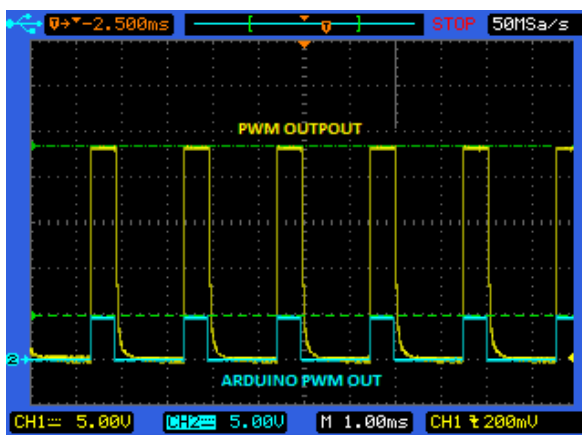 -2.500ms
STOP
50MSa/s
PWM OUTPOUT
ARDUINO PWM OUT
CH1 5.00V
CH2 5.00V
M 1.00ms
CH1 200mV